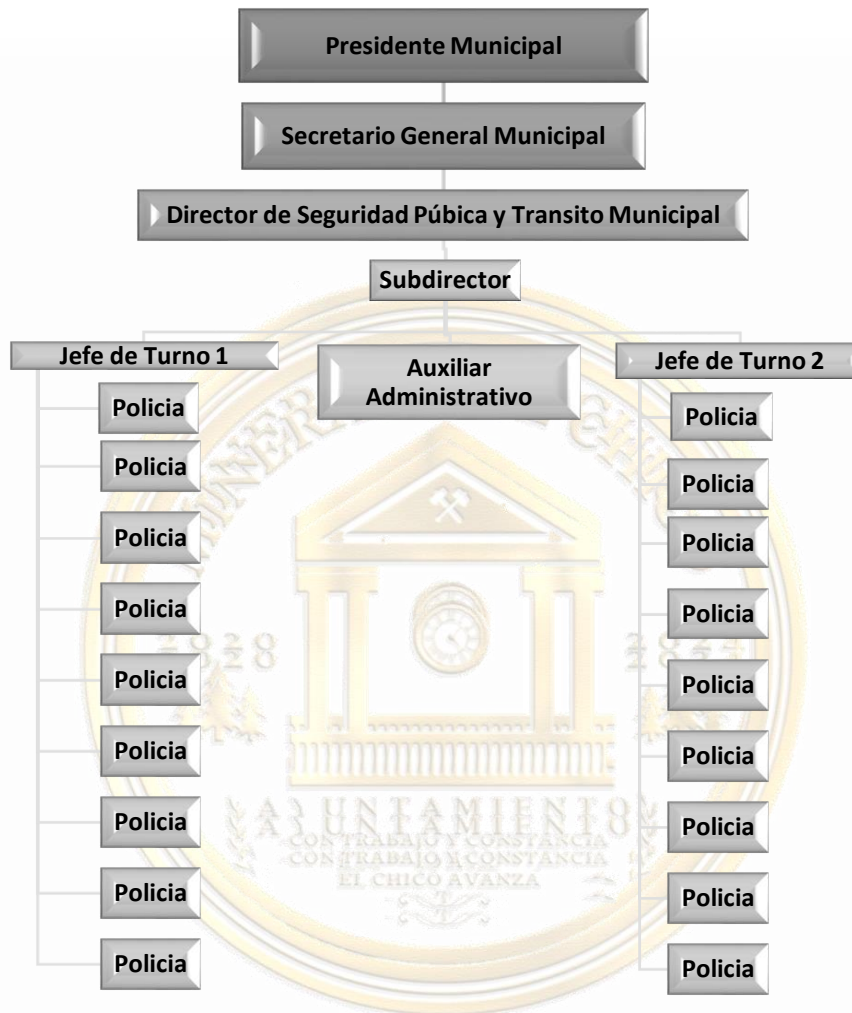 Presidente Municipal
Secretario General Municipal
Director de Seguridad Púbica y Transito Municipal
Subdirector
Jefe de Turno 1
Policia
Policia
Policia
Policia
Policia
Policia
Policia
Policia
Policia
Auxiliar
Administrativo
Jefe de Turno 2
Policia
Policia
Policia
Policia
Policia
Policia
Policia
Policia
Policia
2020
AYUNTAMIENTO
CON TRABAJO Y CONSTANCIA
EL CHICO AVANZA